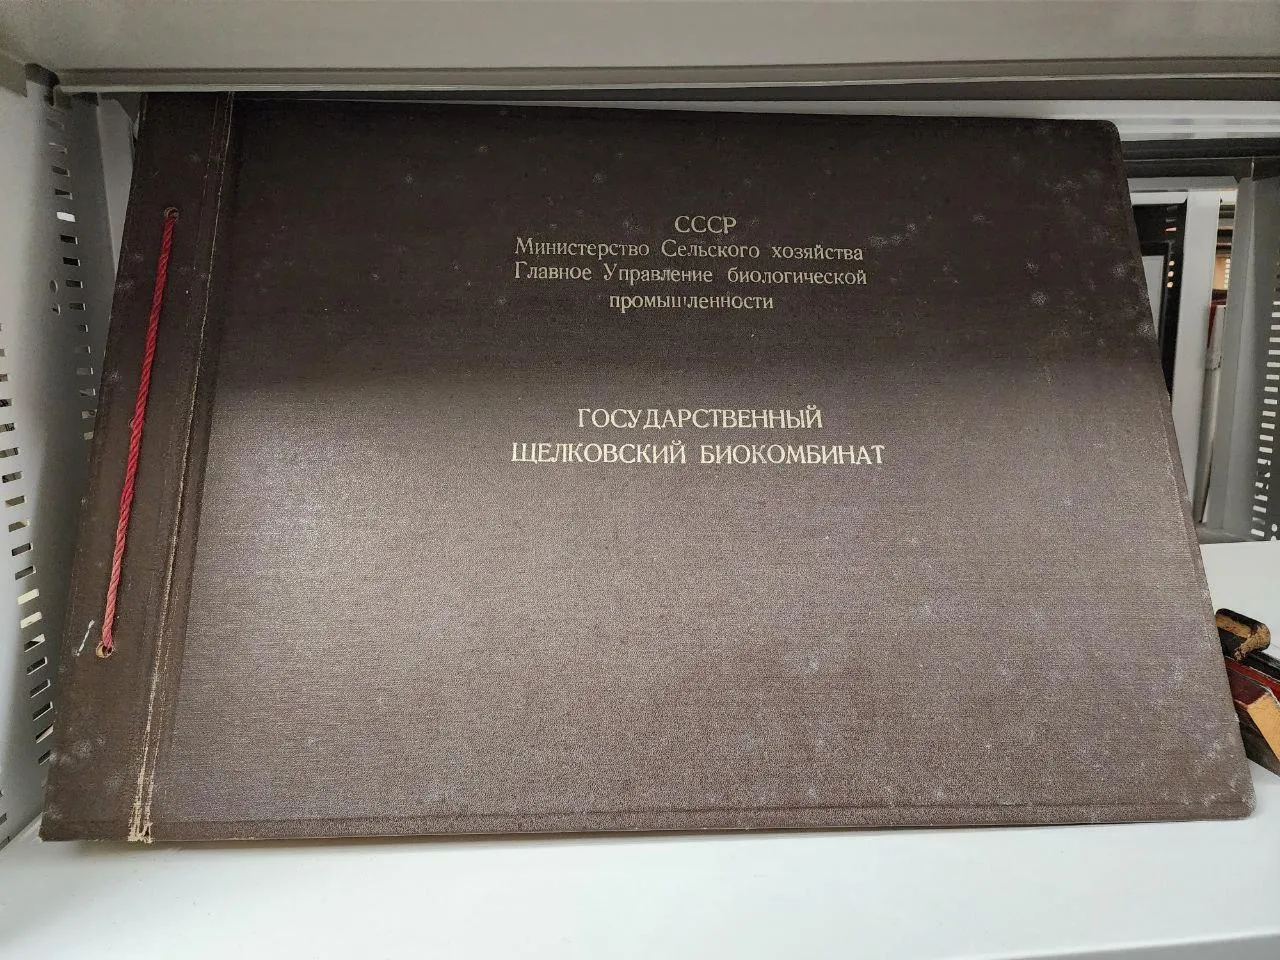 СССР
Министерство Сельского хозяйства
Главное Управление биологической
промышленности
ГОСУДАРСТВЕННЫЙ
ЩЕЛКОВСКИЙ БИОКОМБИНАТ